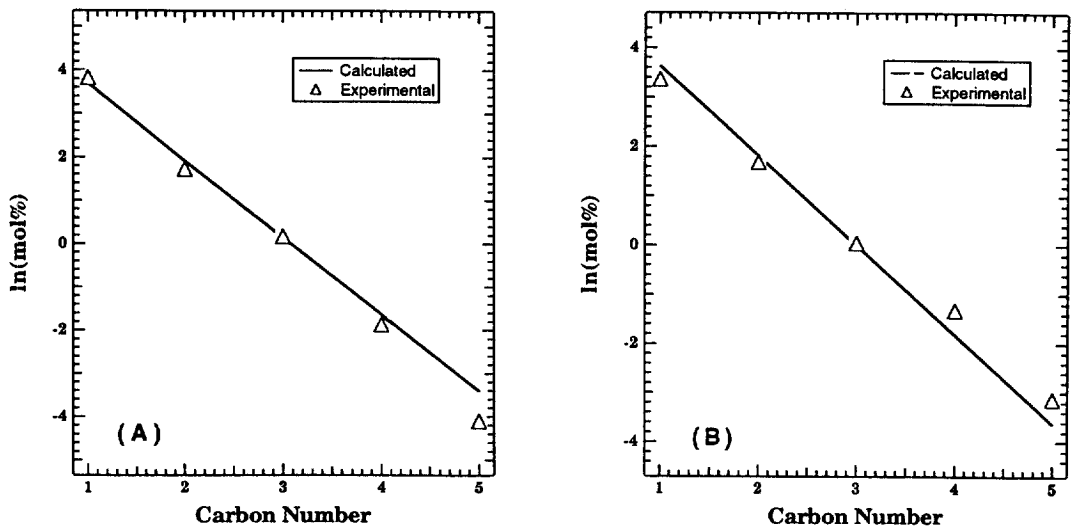 4
2
0
-2
-4
ln(mol%)
Calculated
Experimental
(A)
1 2 3 4 5
Carbon Number
4
2
0
-2
-4
ln(mol%)
Calculated
Experimental
(B)
1 2 3 4 5
Carbon Number